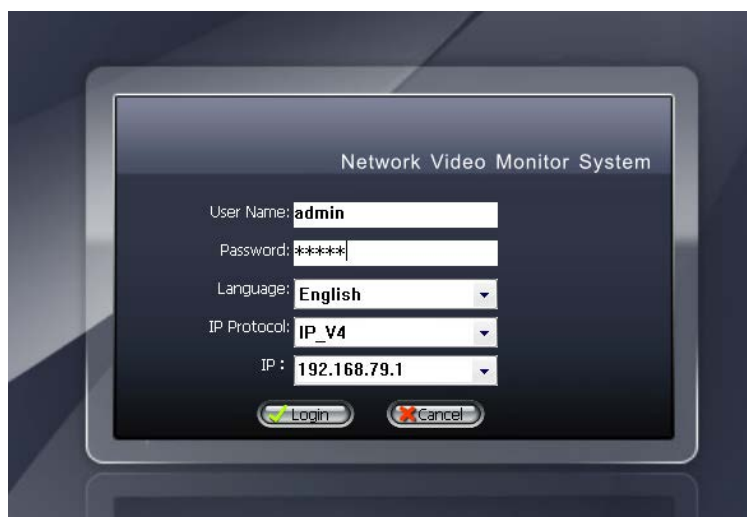 Network Video Monitor System
User Name: admin
Password: *****
Language: English
IP Protocol: IP_V4
IP : 192.168.79.1
Login Cancel